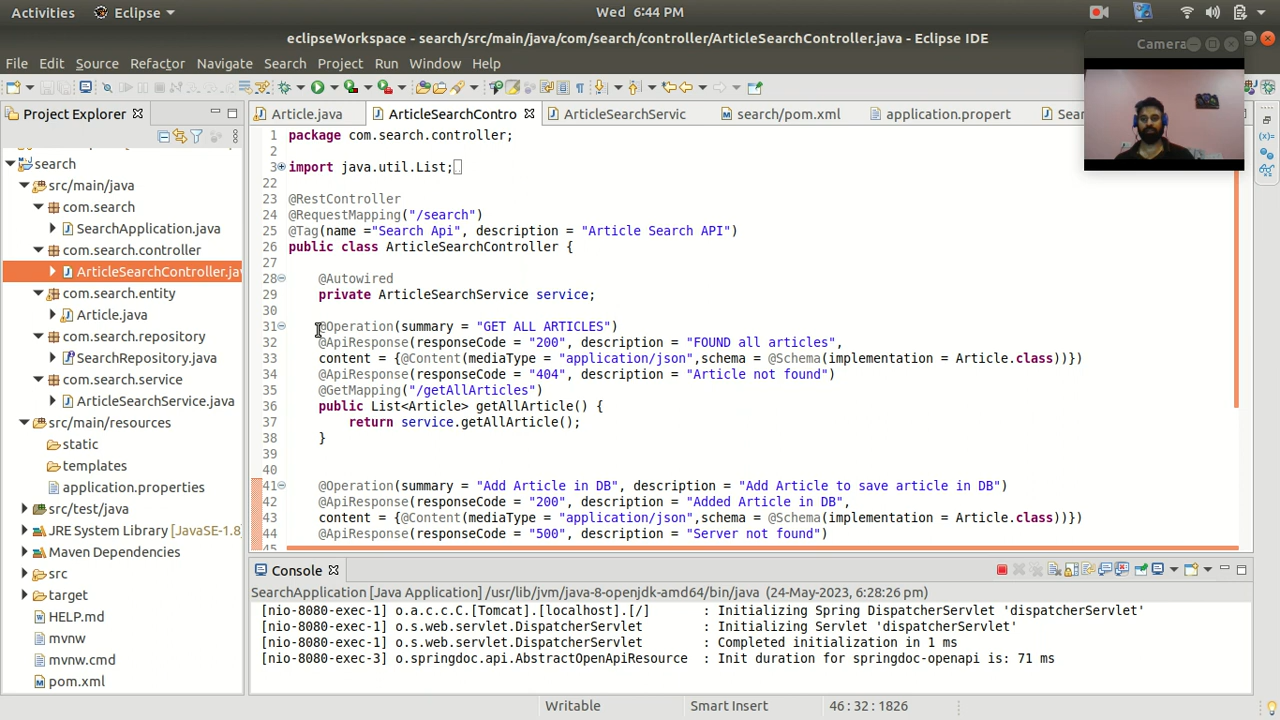 Activities Eclipse Wed 6:44 PM
eclipseWorkspace - search/src/main/java/com/search/controller/ArticleSearchController.java - Eclipse IDE
Camera
File Edit Source Refactor Navigate Search Project Run Window Help
Project Explorer Article.java ArticleSearchContro ArticleSearchServic search/pom.xml application.propert Sear
search
src/main/java
com.search
SearchApplication.java
com.search.controller
ArticleSearchController.jav
com.search.entity
Article.java
com.search.repository
SearchRepository.java
com.search.service
ArticleSearchService.java
src/main/resources
static
templates
application.properties
src/test/java
JRE System Library [JavaSE-1.8]
Maven Dependencies
src
target
HELP.md
mvnw
mvnw.cmd
pom.xml
1 package com.search.controller;
2
3 import java.util.List;
22
23 @RestController
24 @RequestMapping("/search")
25 @Tag(name ="Search Api", description = "Article Search API")
26 public class ArticleSearchController {
27
28 @Autowired
29 private ArticleSearchService service;
30
31 @Operation(summary = "GET ALL ARTICLES")
32 @ApiResponse(responseCode = "200", description = "FOUND all articles",
33 content = {@Content(mediaType = "application/json",schema = @Schema(implementation = Article.class))})
34 @ApiResponse(responseCode = "404", description = "Article not found")
35 @GetMapping("/getAllArticles")
36 public List<Article> getAllArticle() {
37 return service.getAllArticle();
38 }
39
40
41 @Operation(summary = "Add Article in DB", description = "Add Article to save article in DB")
42 @ApiResponse(responseCode = "200", description = "Added Article in DB",
43 content = {@Content(mediaType = "application/json",schema = @Schema(implementation = Article.class))})
44 @ApiResponse(responseCode = "500", description = "Server not found")
45
Console
SearchApplication [Java Application] /usr/lib/jvm/java-8-openjdk-amd64/bin/java (24-May-2023, 6:28:26 pm)
[nio-8080-exec-1] o.a.c.c.C.[Tomcat].[localhost].[/] : Initializing Spring DispatcherServlet 'dispatcherServlet'
[nio-8080-exec-1] o.s.web.servlet.DispatcherServlet : Initializing Servlet 'dispatcherServlet'
[nio-8080-exec-1] o.s.web.servlet.DispatcherServlet : Completed initialization in 1 ms
[nio-8080-exec-3] o.springdoc.api.AbstractOpenApiResource : Init duration for springdoc-openapi is: 71 ms
Writable Smart Insert 46 : 32 : 1826